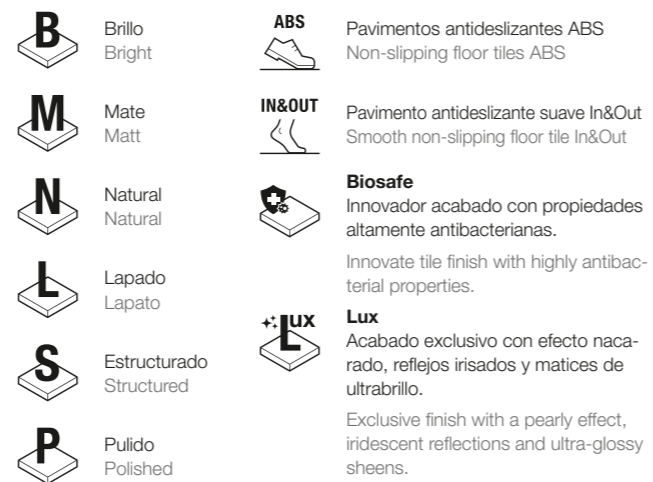 B
Brillo
Bright
M
Mate
Matt
N
Natural
Natural
L
Lapado
Lapato
S
Estructurado
Structured
P
Pulido
Polished
ABS
Pavimentos antideslizantes ABS
Non-slipping floor tiles ABS
IN&OUT
Pavimento antideslizante suave In&Out
Smooth non-slipping floor tile In&Out
Biosafe
Innovador acabado con propiedades
altamente antibacterianas.
Innovate tile finish with highly antibac-
terial properties.
Lux
Lux
Acabado exclusivo con efecto naca-
rado, reflejos irisados y matices de
ultrabrillo.
Exclusive finish with a pearly effect,
iridescent reflections and ultra-glossy
sheens.